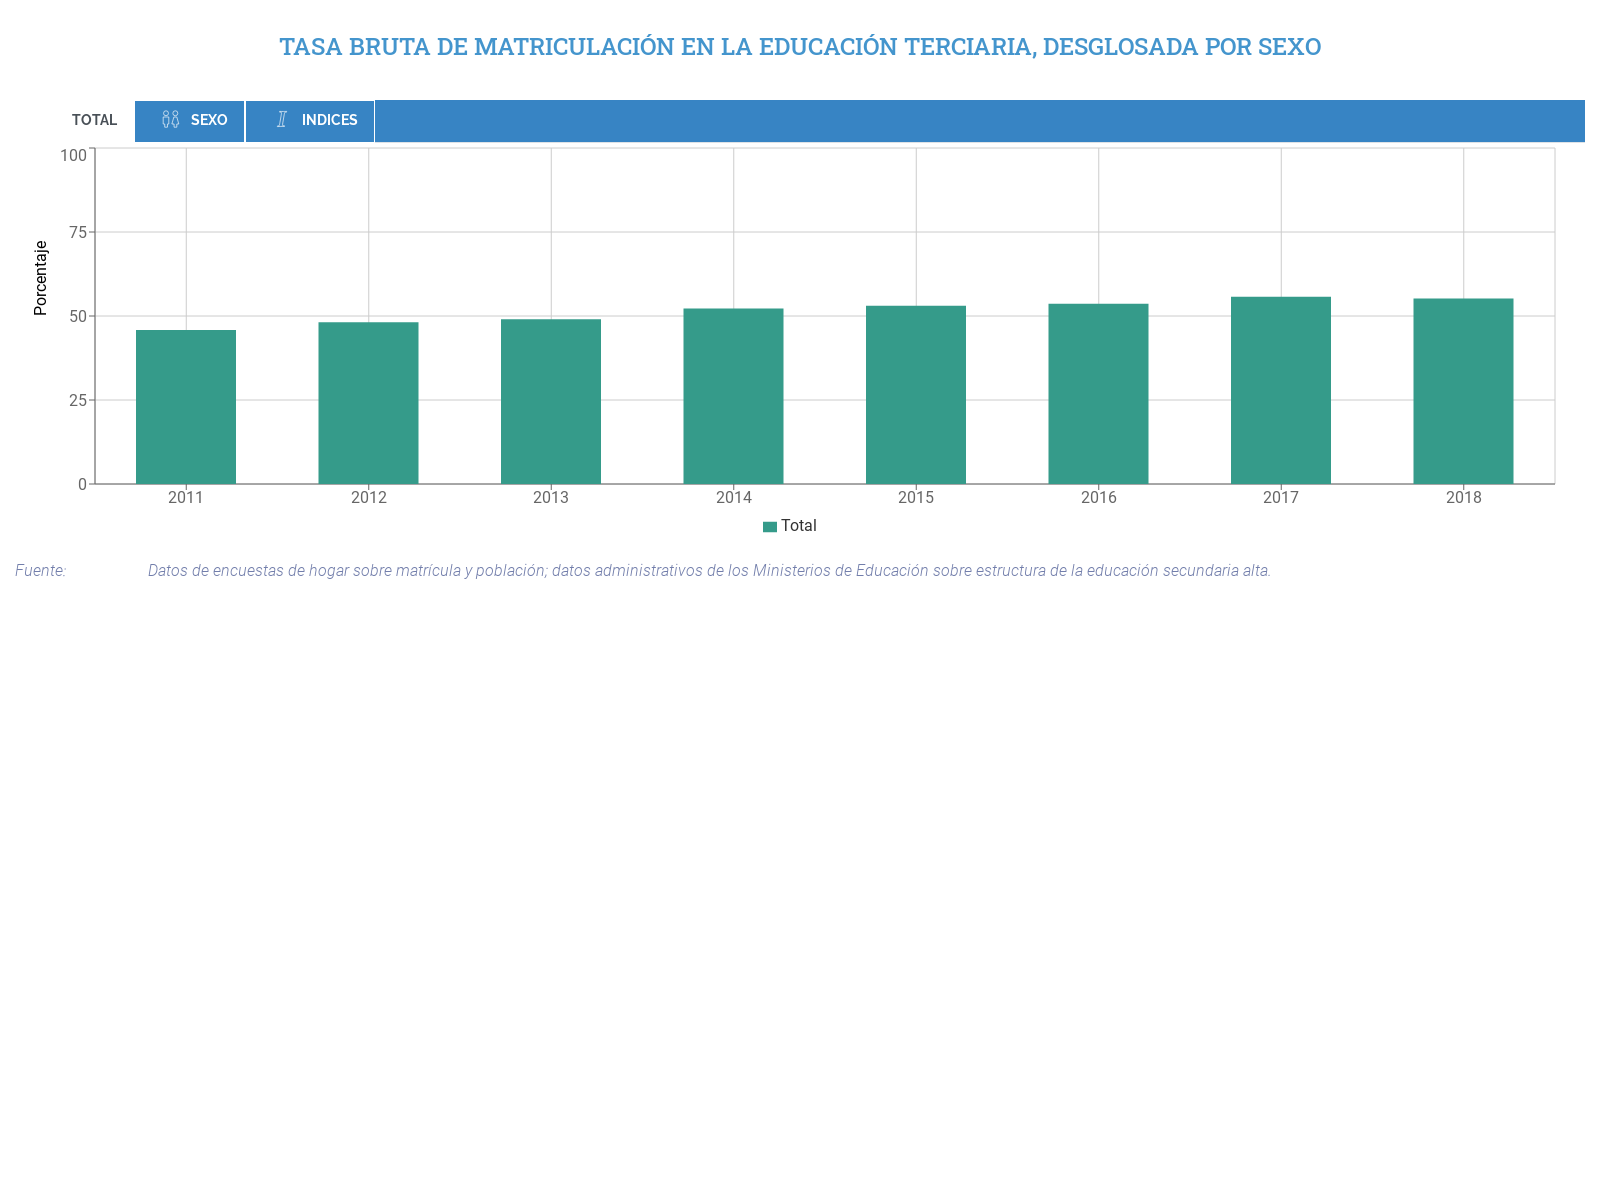 TASA BRUTA DE MATRICULACIÓN EN LA EDUCACIÓN TERCIARIA, DESGLOSADA POR SEXO
TOTAL SEXO INDICES
100
75
50
25
0
Porcentaje
2011 2012 2013 2014 2015 2016 2017 2018
Total
Fuente: Datos de encuestas de hogar sobre matrícula y población; datos administrativos de los Ministerios de Educación sobre estructura de la educación secundaria alta.